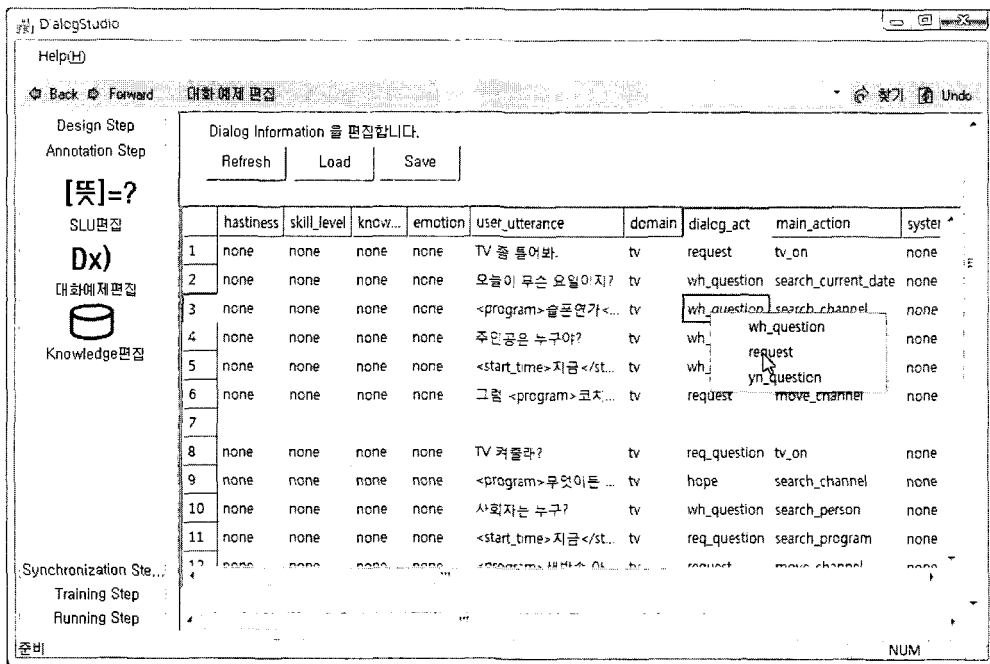 DialogStudio
Help(H)
Back Forward 대화 예제 편집 찾기 Undo
Design Step
Annotation Step
[뜻]=?
SLU편집
Dx)
대화예제편집
Knowledge편집
Synchronization Ste...
Training Step
Running Step
Dialog Information 을 편집합니다.
Refresh Load Save
hastiness skill_level know... emotion user_utterance domain dialog_act main_action syster
1 none none none none TV 좀 틀어봐. tv request tv_on none
2 none none none none 오늘이 무슨 요일이지? tv wh_question search_current_date none
3 none none none none <program>슬픈연가<... tv wh_question search_channel none
4 none none none none 주인공은 누구야? tv wh_ none
5 none none none none <start_time>지금</st... tv wh_ none
6 none none none none 그럼 <program>코치... tv request move_channel none
wh_question
request
yn_question
7
8 none none none none TV 켜줄라? tv req_question tv_on none
9 none none none none <program>무엇이든 ... tv hope search_channel none
10 none none none none 사회자는 누구? tv wh_question search_person none
11 none none none none <start_time>지금</st... tv req_question search_program none
12 none none none none tv request move_channel none
준비 NUM